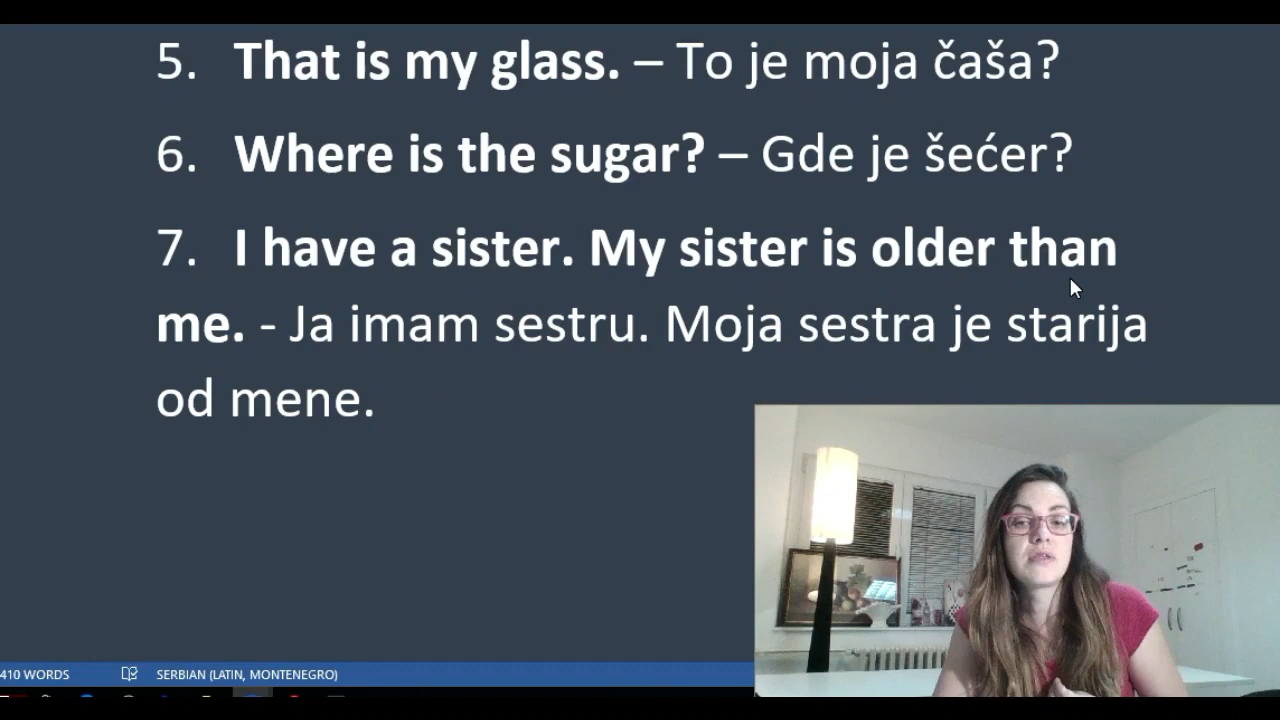 5. That is my glass. – To je moja čaša?
6. Where is the sugar? – Gde je šećer?
7. I have a sister. My sister is older than
me. - Ja imam sestru. Moja sestra je starija
od mene.
410 WORDS SERBIAN (LATIN, MONTENEGRO)